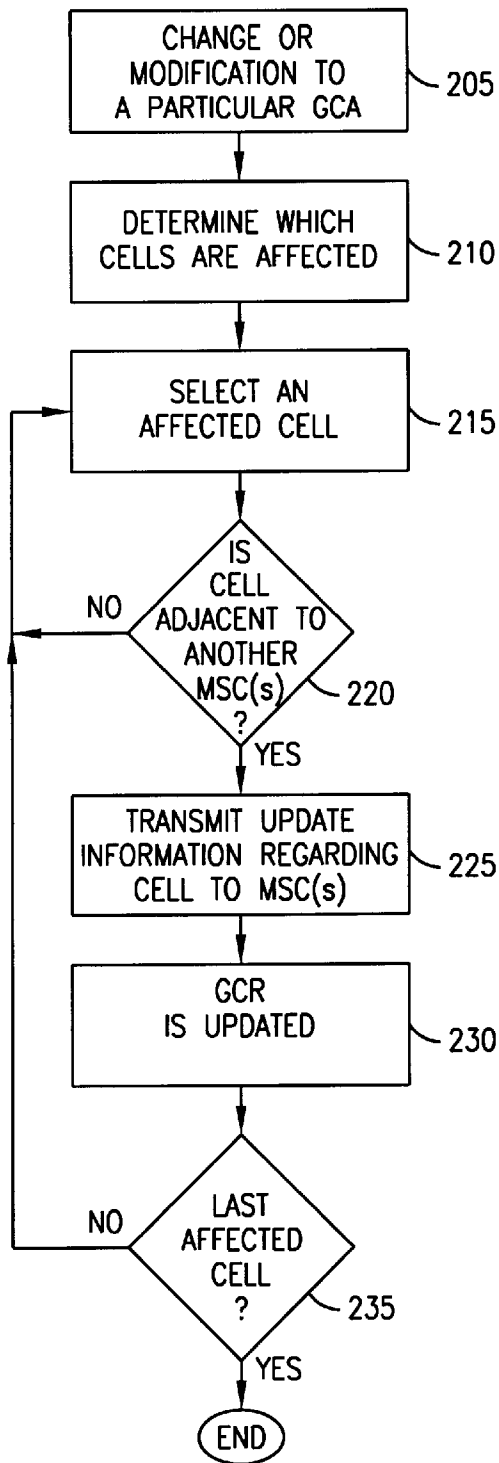 CHANGE OR
MODIFICATION TO
A PARTICULAR GCA
205
DETERMINE WHICH
CELLS ARE AFFECTED
210
SELECT AN
AFFECTED CELL
215
IS
CELL
ADJACENT TO
ANOTHER
MSC(s)
?
NO
220
YES
TRANSMIT UPDATE
INFORMATION REGARDING
CELL TO MSC(s)
225
GCR
IS UPDATED
230
LAST
AFFECTED
CELL
?
NO
235
YES
END